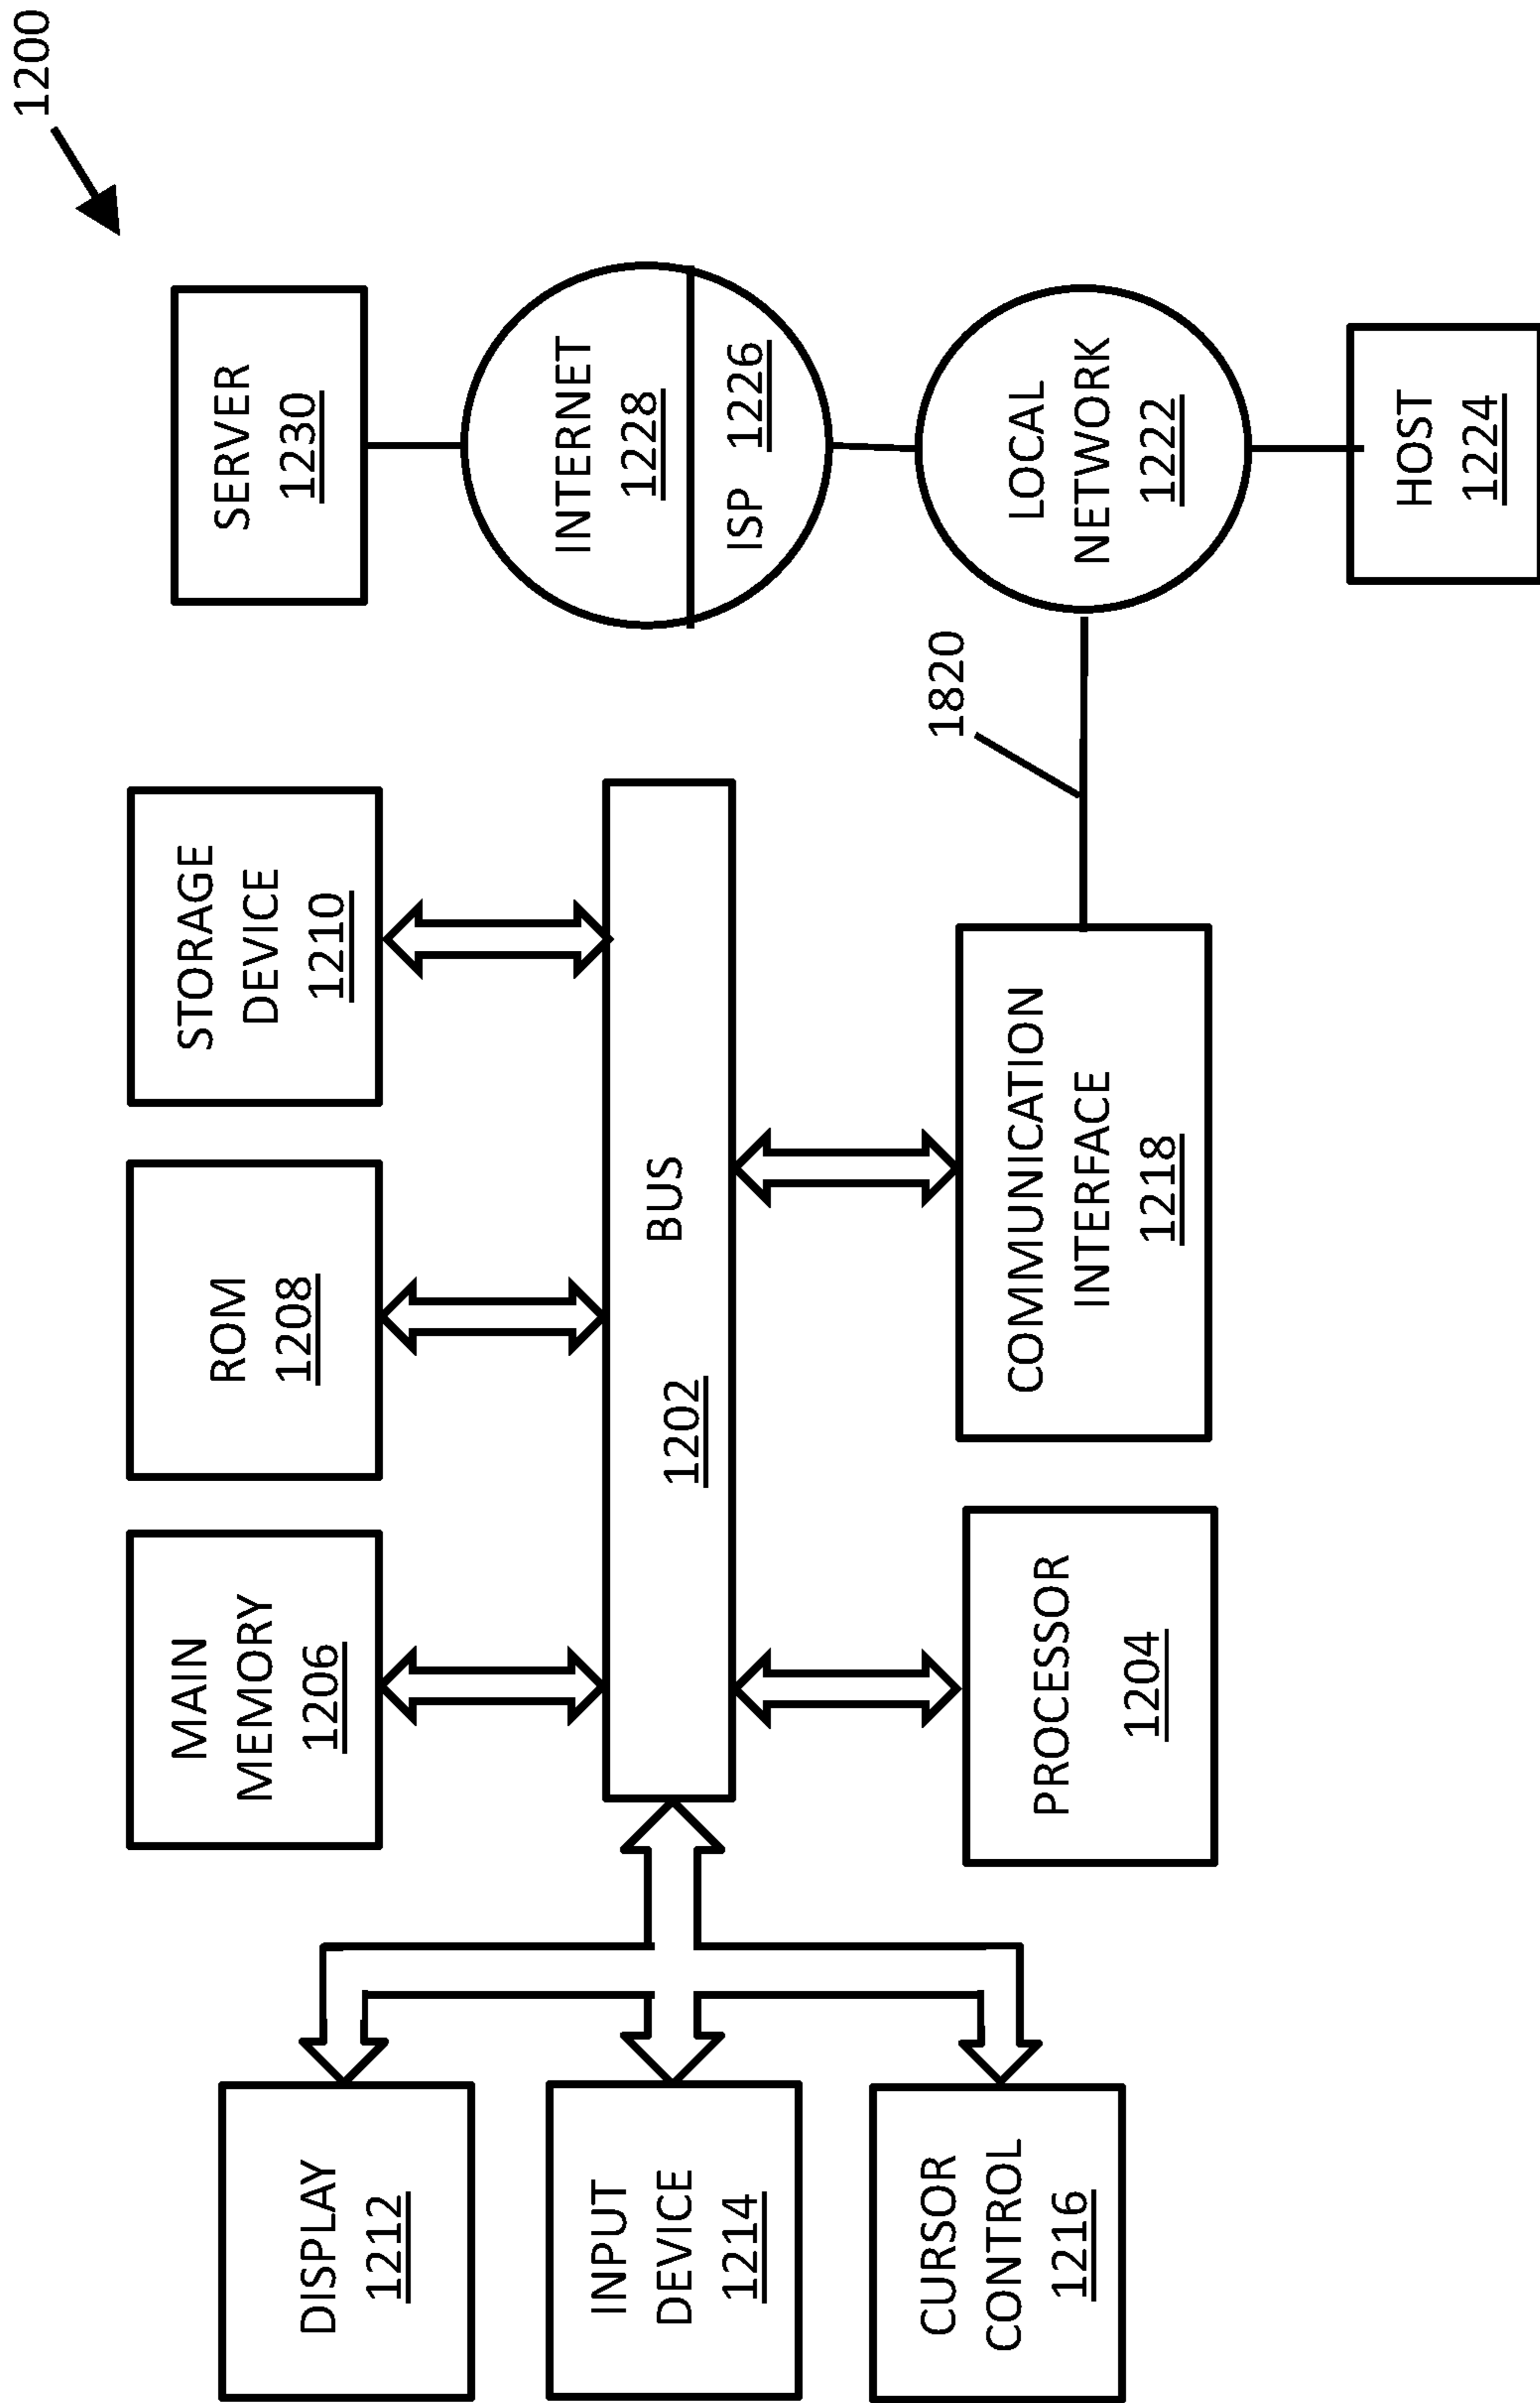 1200
DISPLAY
1212
INPUT
DEVICE
1214
CURSOR
CONTROL
1216
MAIN
MEMORY
1206
ROM
1208
STORAGE
DEVICE
1210
BUS
1202
PROCESSOR
1204
COMMUNICATION
INTERFACE
1218
1820
SERVER
1230
INTERNET
1228
ISP 1226
LOCAL
NETWORK
1222
HOST
1224